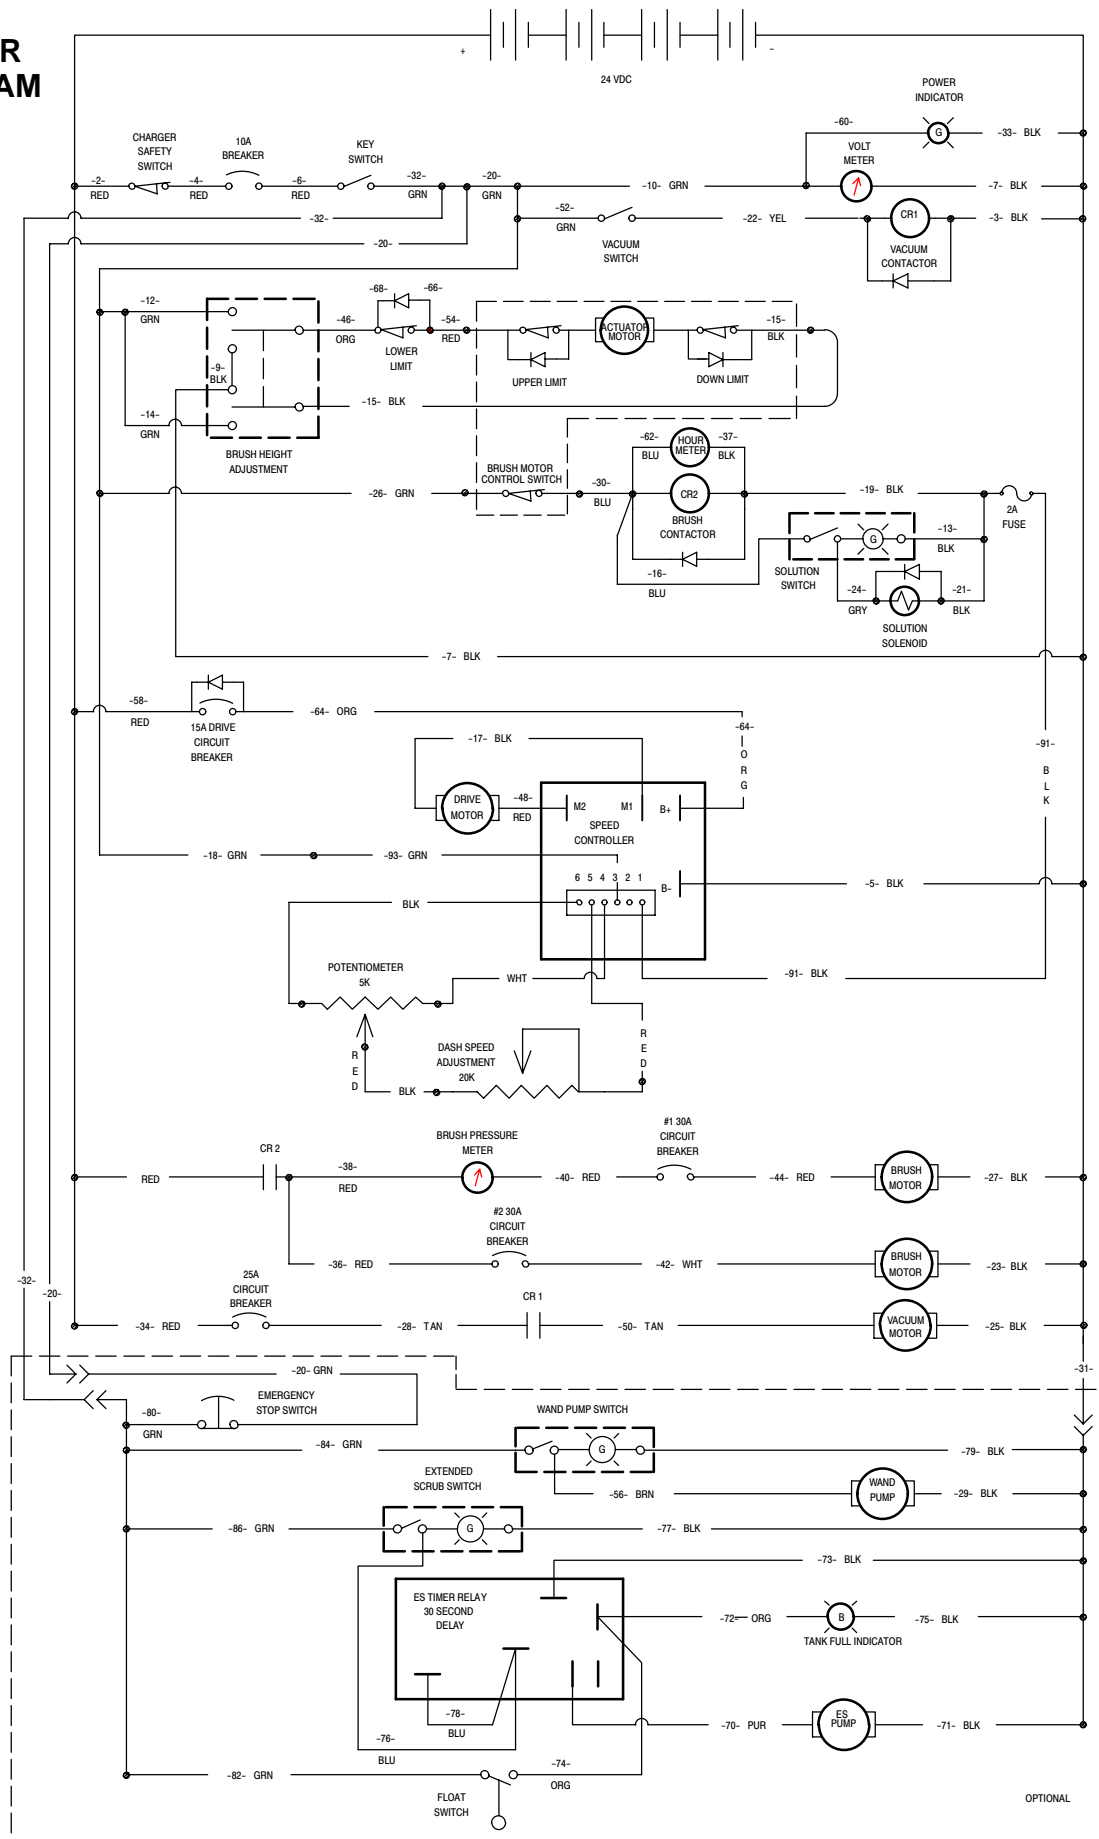 R
AM
+
-
24 VDC
POWER
INDICATOR
-60-
G
-33- BLK
CHARGER
SAFETY
SWITCH
10A
BREAKER
KEY
SWITCH
VOLT
METER
-2-
RED
-4-
RED
-6-
RED
-32-
GRN
-20-
GRN
-10- GRN
-7- BLK
-32-
-52-
GRN
-22- YEL
CR1
-3- BLK
-20-
VACUUM
SWITCH
VACUUM
CONTACTOR
-12-
GRN
-68-
-66-
-46-
ORG
-54-
RED
ACTUATOR
MOTOR
-15-
BLK
LOWER
LIMIT
UPPER LIMIT
DOWN LIMIT
-9-
BLK
-15- BLK
-14-
GRN
BRUSH HEIGHT
ADJUSTMENT
-62-
BLU
HOUR
METER
-37-
BLK
BRUSH MOTOR
CONTROL SWITCH
-26- GRN
-30-
BLU
CR2
-19- BLK
2A
FUSE
BRUSH
CONTACTOR
G
-13-
BLK
SOLUTION
SWITCH
-16-
BLU
-24-
GRY
-21-
BLK
SOLUTION
SOLENOID
-7- BLK
-58-
RED
-64- ORG
15A DRIVE
CIRCUIT
BREAKER
-64-
O
R
G
-17- BLK
-91-
B
L
K
DRIVE
MOTOR
-48-
RED
M2
M1
B+
SPEED
CONTROLLER
-18- GRN
-93- GRN
6 5 4 3 2 1
B-
-5- BLK
BLK
POTENTIOMETER
5K
WHT
-91- BLK
R
E
D
DASH SPEED
ADJUSTMENT
20K
R
E
D
BLK
#1 30A
CIRCUIT
BREAKER
CR 2
BRUSH PRESSURE
METER
RED
-38-
RED
-40- RED
-44- RED
BRUSH
MOTOR
-27- BLK
#2 30A
CIRCUIT
BREAKER
-36- RED
-42- WHT
BRUSH
MOTOR
-23- BLK
-32-
-20-
25A
CIRCUIT
BREAKER
CR 1
-34- RED
-28- TAN
-50- TAN
VACUUM
MOTOR
-25- BLK
-31-
-20- GRN
EMERGENCY
STOP SWITCH
-80-
GRN
WAND PUMP SWITCH
-84- GRN
G
-79- BLK
EXTENDED
SCRUB SWITCH
-56- BRN
WAND
PUMP
-29- BLK
-86- GRN
G
-77- BLK
-73- BLK
ES TIMER RELAY
30 SECOND
DELAY
-72- ORG
B
-75- BLK
TANK FULL INDICATOR
-78-
BLU
-70- PUR
ES
PUMP
-71- BLK
-76-
BLU
-82- GRN
-74-
ORG
FLOAT
SWITCH
OPTIONAL